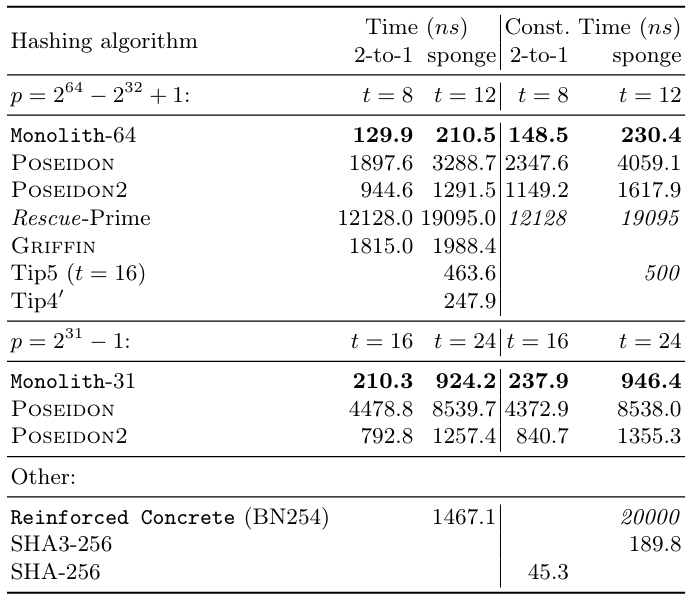 Hashing algorithm Time (ns) Const. Time (ns)
2-to-1 sponge 2-to-1 sponge
p = 2^64 − 2^32 + 1: t = 8 t = 12 t = 8 t = 12
Monolith-64 129.9 210.5 148.5 230.4
Poseidon 1897.6 3288.7 2347.6 4059.1
Poseidon2 944.6 1291.5 1149.2 1617.9
Rescue-Prime 12128.0 19095.0 12128 19095
Griffin 1815.0 1988.4
Tip5 (t = 16) 463.6 500
Tip4′ 247.9
p = 2^31 − 1: t = 16 t = 24 t = 16 t = 24
Monolith-31 210.3 924.2 237.9 946.4
Poseidon 4478.8 8539.7 4372.9 8538.0
Poseidon2 792.8 1257.4 840.7 1355.3
Other:
Reinforced Concrete (BN254) 1467.1 20000
SHA3-256 189.8
SHA-256 45.3